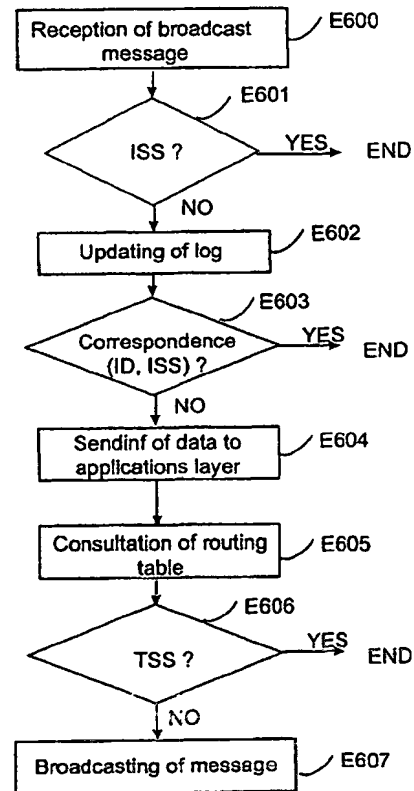 Reception of broadcast
message
E600
E601
ISS ?
YES
END
NO
Updating of log
E602
E603
Correspondence
(ID, ISS) ?
YES
END
NO
Sendinf of data to
applications layer
E604
Consultation of routing
table
E605
E606
TSS ?
YES
END
NO
Broadcasting of message
E607